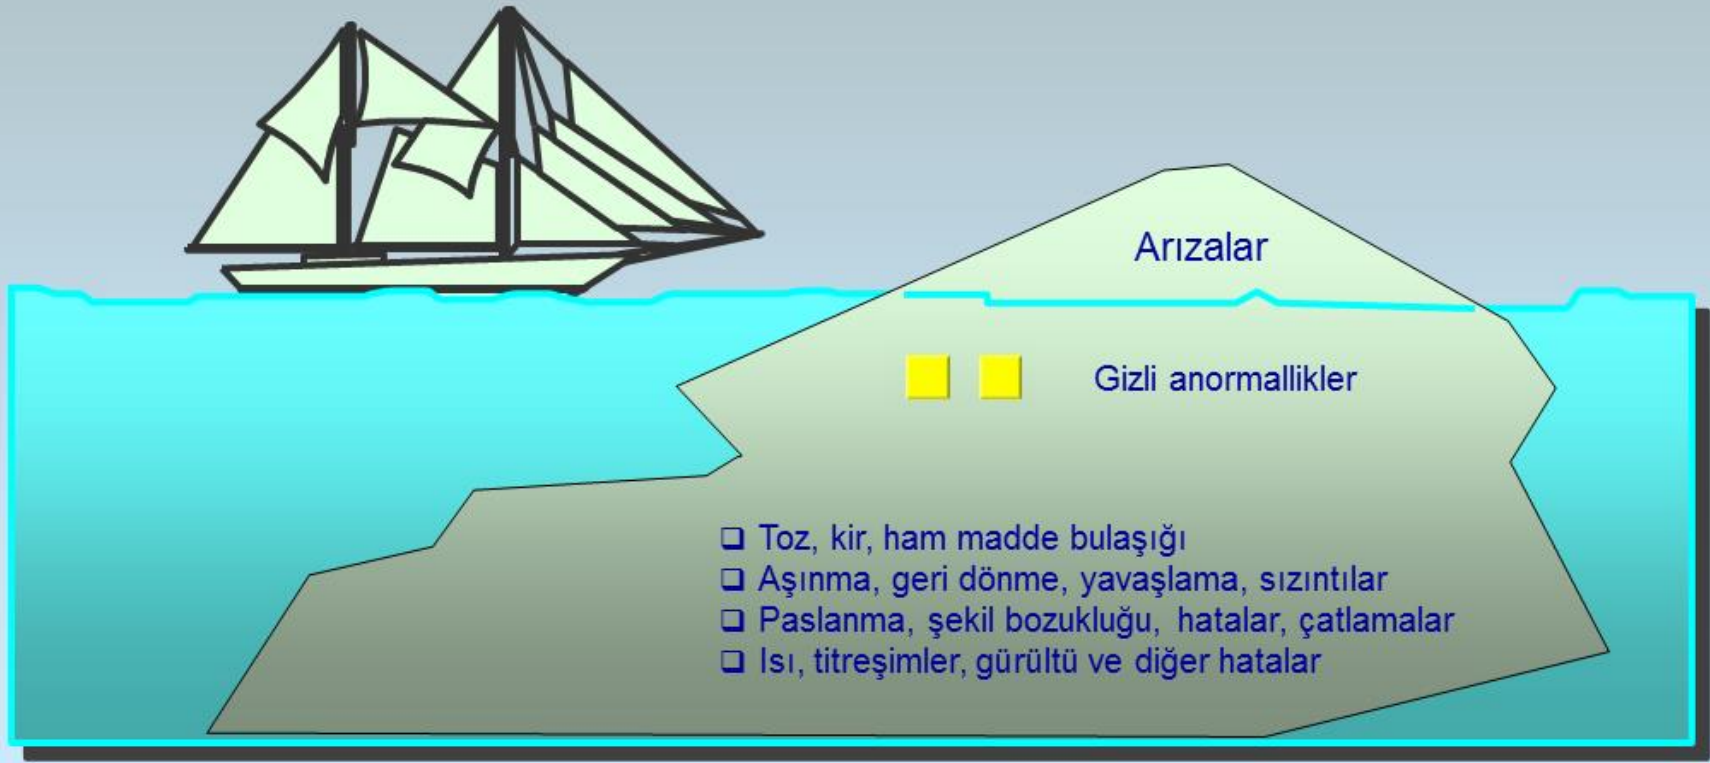 Arızalar
Gizli anormallikler
❑ Toz, kir, ham madde bulaşığı
❑ Aşınma, geri dönme, yavaşlama, sızıntılar
❑ Paslanma, şekil bozukluğu, hatalar, çatlamalar
❑ Isı, titreşimler, gürültü ve diğer hatalar